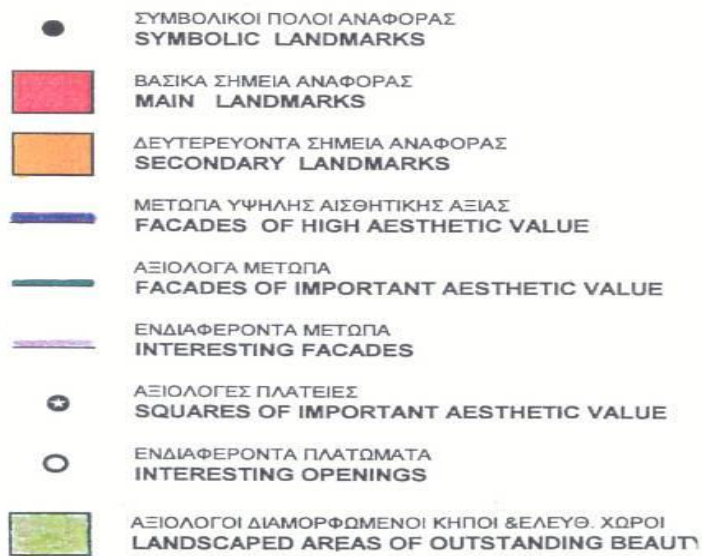 ΣΥΜΒΟΛΙΚΟΙ ΠΟΛΟΙ ΑΝΑΦΟΡΑΣ
SYMBOLIC LANDMARKS
ΒΑΣΙΚΑ ΣΗΜΕΙΑ ΑΝΑΦΟΡΑΣ
MAIN LANDMARKS
ΔΕΥΤΕΡΕΥΟΝΤΑ ΣΗΜΕΙΑ ΑΝΑΦΟΡΑΣ
SECONDARY LANDMARKS
ΜΕΤΩΠΑ ΥΨΗΛΗΣ ΑΙΣΘΗΤΙΚΗΣ ΑΞΙΑΣ
FACADES OF HIGH AESTHETIC VALUE
ΑΞΙΟΛΟΓΑ ΜΕΤΩΠΑ
FACADES OF IMPORTANT AESTHETIC VALUE
ΕΝΔΙΑΦΕΡΟΝΤΑ ΜΕΤΩΠΑ
INTERESTING FACADES
ΑΞΙΟΛΟΓΕΣ ΠΛΑΤΕΙΕΣ
SQUARES OF IMPORTANT AESTHETIC VALUE
ΕΝΔΙΑΦΕΡΟΝΤΑ ΠΛΑΤΩΜΑΤΑ
INTERESTING OPENINGS
ΑΞΙΟΛΟΓΟΙ ΔΙΑΜΟΡΦΩΜΕΝΟΙ ΚΗΠΟΙ &ΕΛΕΥΘ. ΧΩΡΟΙ
LANDSCAPED AREAS OF OUTSTANDING BEAUTY